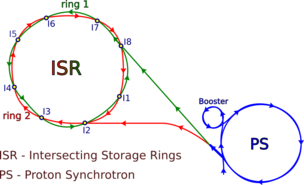 ring 1
I6
I7
I5
I8
ISR
Booster
I4
I1
ring 2
I3
I2
PS
ISR - Intersecting Storage Rings
PS - Proton Synchrotron